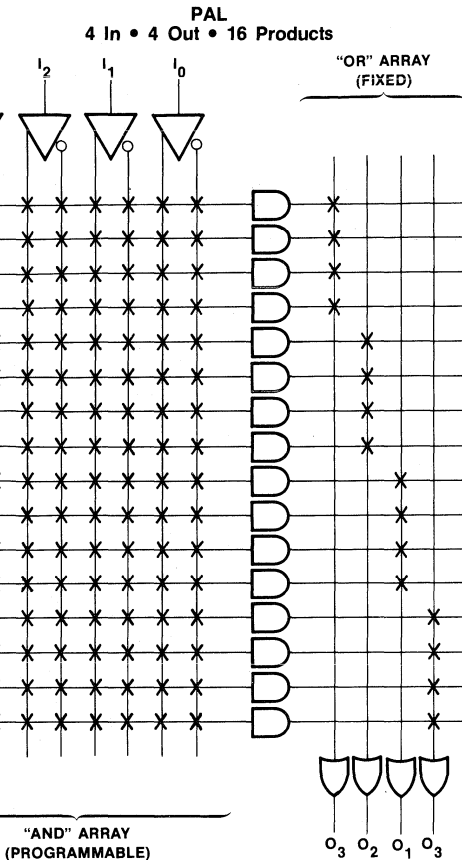 PAL
4 In • 4 Out • 16 Products
I2 I1 I0
“OR” ARRAY
(FIXED)
“AND” ARRAY
(PROGRAMMABLE)
O3 O2 O1 O3